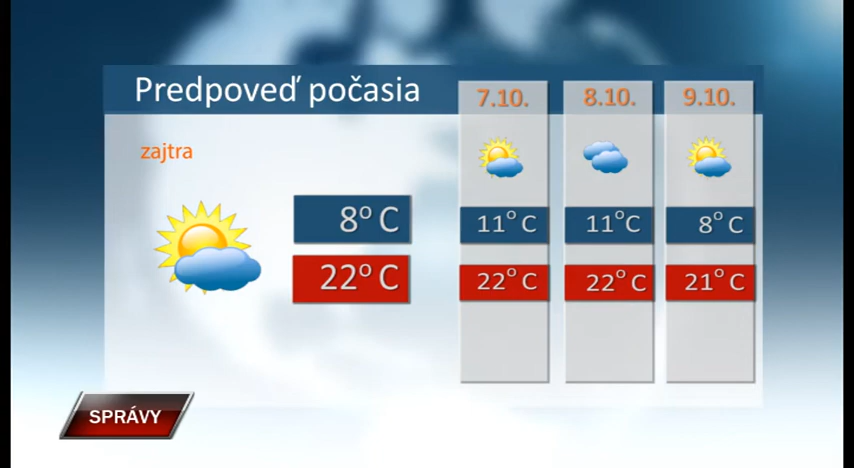 Predpoveď počasia
zajtra
8° C
22° C
7.10.
11° C
22° C
8.10.
11°C
22° C
9.10.
8° C
21° C
SPRÁVY